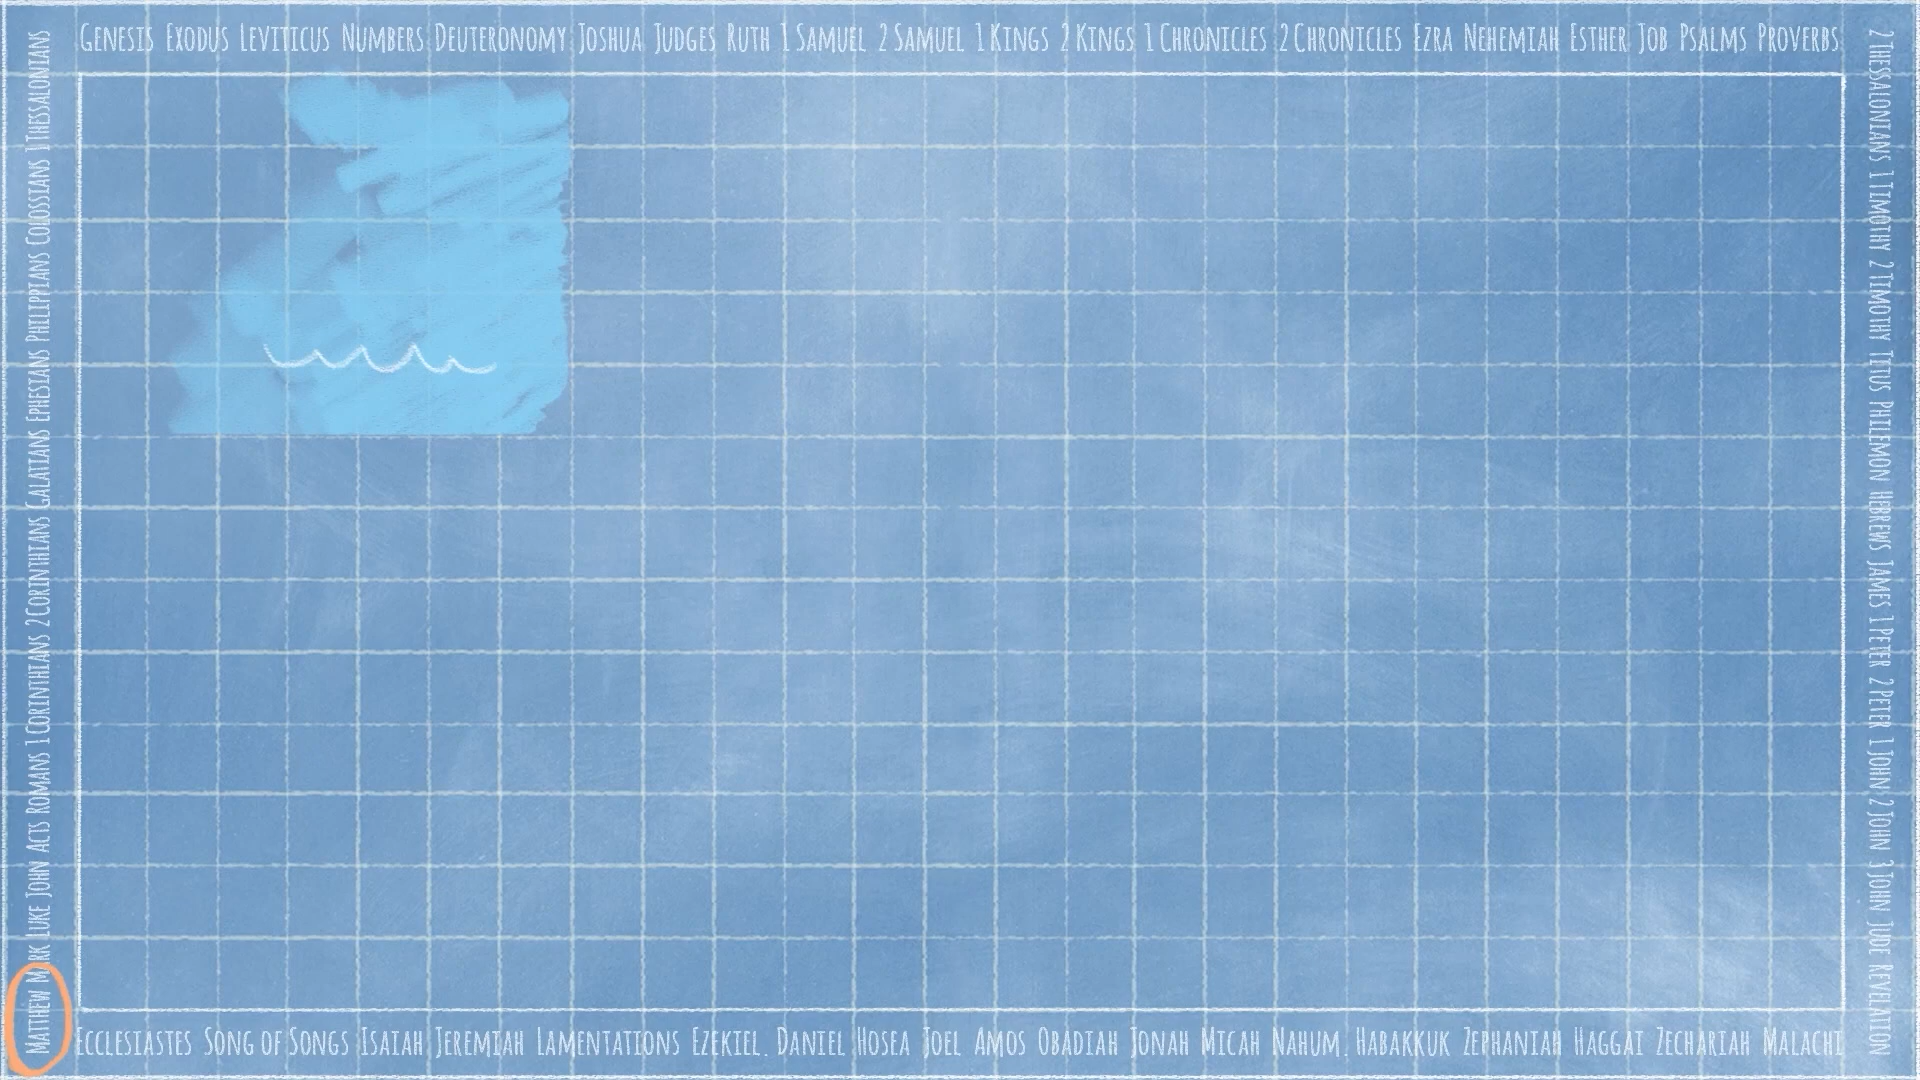 Genesis Exodus Leviticus Numbers Deuteronomy Joshua Judges Ruth 1 Samuel 2 Samuel 1 Kings 2 Kings 1 Chronicles 2 Chronicles Ezra Nehemiah Esther Job Psalms Proverbs
Ecclesiastes Song of Songs Isaiah Jeremiah Lamentations Ezekiel. Daniel Hosea Joel Amos Obadiah Jonah Micah Nahum. Habakkuk Zephaniah Haggai Zechariah Malachi
Matthew Mark Luke John Acts Romans 1 Corinthians 2 Corinthians Galatians Ephesians Philippians Colossians 1 Thessalonians
2 Thessalonians 1 Timothy 2 Timothy Titus Philemon Hebrews James 1 Peter 2 Peter 1 John 2 John 3 John Jude Revelation